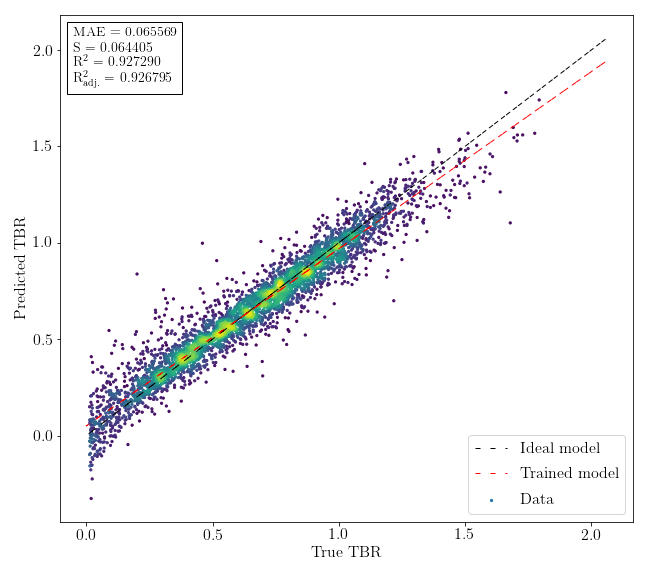 MAE = 0.065569
S = 0.064405
R² = 0.927290
R²adj. = 0.926795
2.0
1.5
1.0
0.5
0.0
Predicted TBR
Ideal model
Trained model
Data
0.0 0.5 1.0 1.5 2.0
True TBR